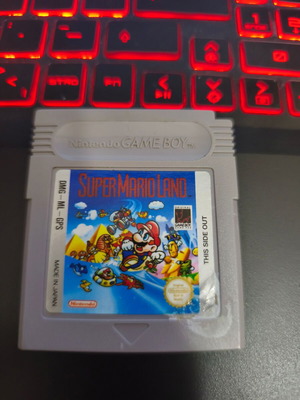 Nintendo GAME BOY
SUPER MARIO LAND
DMG-ML-GPS
THIS SIDE OUT
MADE IN JAPAN
Nintendo